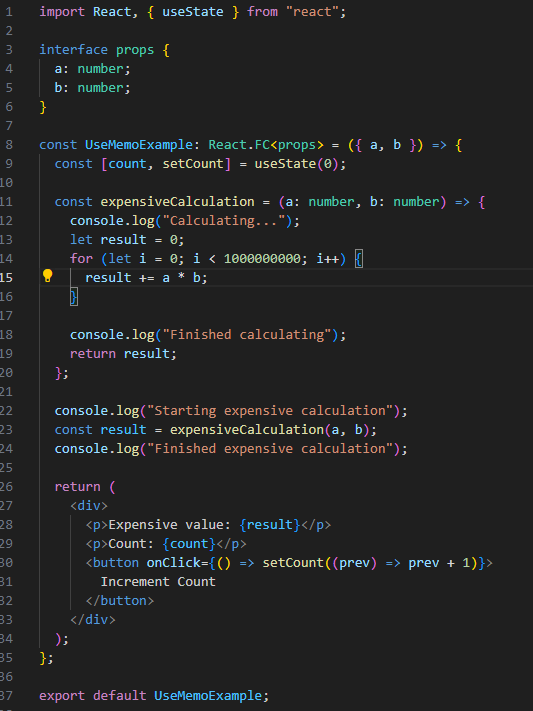 1 import React, { useState } from "react";
2
3 interface props {
4 a: number;
5 b: number;
6 }
7
8 const UseMemoExample: React.FC<props> = ({ a, b }) => {
9 const [count, setCount] = useState(0);
10
11 const expensiveCalculation = (a: number, b: number) => {
12 console.log("Calculating...");
13 let result = 0;
14 for (let i = 0; i < 1000000000; i++) {
15 result += a * b;
16 }
17
18 console.log("Finished calculating");
19 return result;
20 };
21
22 console.log("Starting expensive calculation");
23 const result = expensiveCalculation(a, b);
24 console.log("Finished expensive calculation");
25
26 return (
27 <div>
28 <p>Expensive value: {result}</p>
29 <p>Count: {count}</p>
30 <button onClick={() => setCount((prev) => prev + 1)}>
31 Increment Count
32 </button>
33 </div>
34 );
35 };
36
37 export default UseMemoExample;